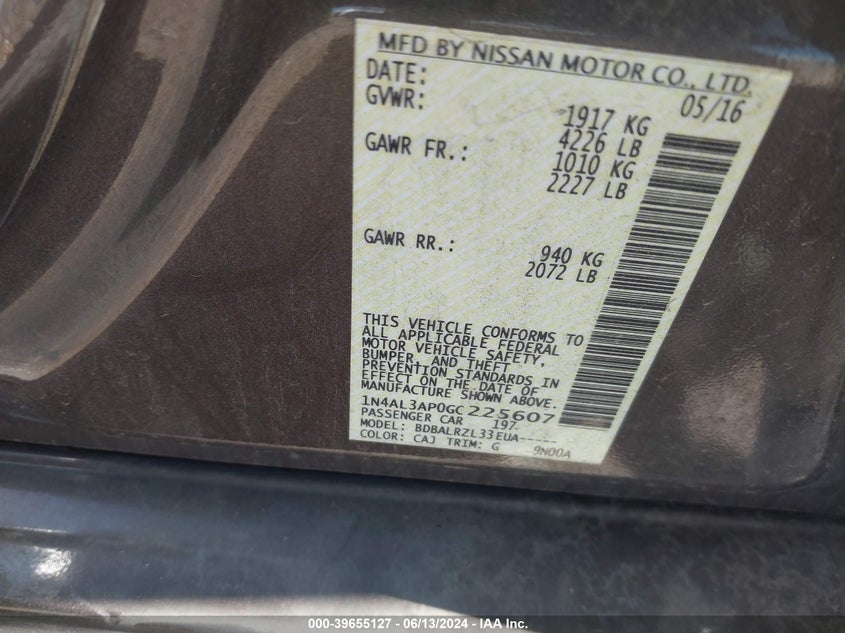 MFD BY NISSAN MOTOR CO., LTD.
DATE: 05/16
GVWR: 1917 KG
4226 LB
GAWR FR.: 1010 KG
2227 LB
GAWR RR.: 940 KG
2072 LB
THIS VEHICLE CONFORMS TO
ALL APPLICABLE FEDERAL
MOTOR VEHICLE SAFETY,
BUMPER, AND THEFT
PREVENTION STANDARDS IN
EFFECT ON THE DATE OF
MANUFACTURE SHOWN ABOVE.
1N4AL3AP0GC225607
PASSENGER CAR 197
MODEL: BDBALRZL33EUA-----
COLOR: CAJ TRIM: G 9N00A
000-39655127 - 06/13/2024 - IAA Inc.